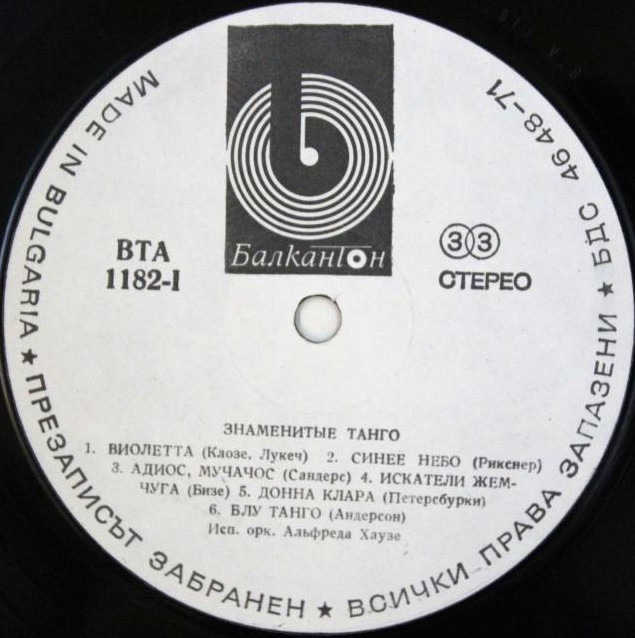 Балкантон
ВТА
1182-I
33
СТЕРЕО
ЗНАМЕНИТЫЕ ТАНГО
1. ВИОЛЕТТА (Клозе, Лукеч) 2. СИНЕЕ НЕБО (Рикснер)
3. АДИОС, МУЧАЧОС (Сандерс) 4. ИСКАТЕЛИ ЖЕМ-
ЧУГА (Бизе) 5. ДОННА КЛАРА (Петерсбурки)
6. БЛУ ТАНГО (Андерсон)
Исп. орк. Альфреда Хаузе
MADE IN BULGARIA ★ ПРЕЗАПИСЪТ ЗАБРАНЕН ★ ВСИЧКИ ПРАВА ЗАПАЗЕНИ ★ БДС 4648-71